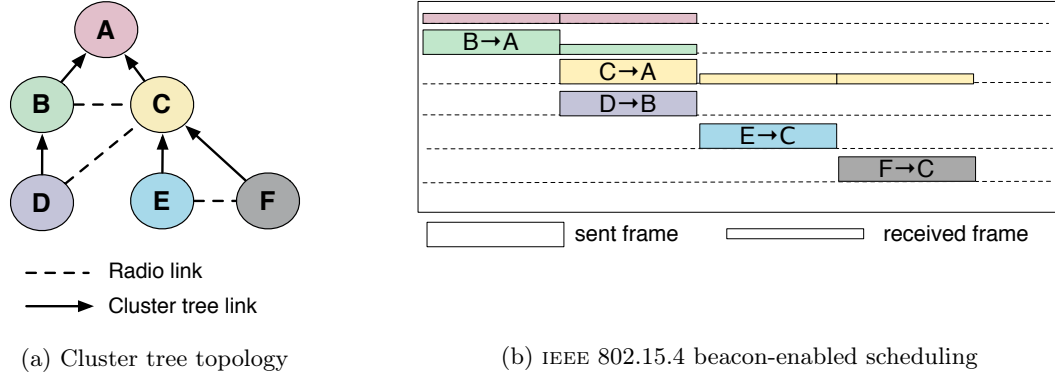 A
B
C
D
E
F
Radio link
Cluster tree link
(a) Cluster tree topology
B→A
C→A
D→B
E→C
F→C
sent frame
received frame
(b) IEEE 802.15.4 beacon-enabled scheduling